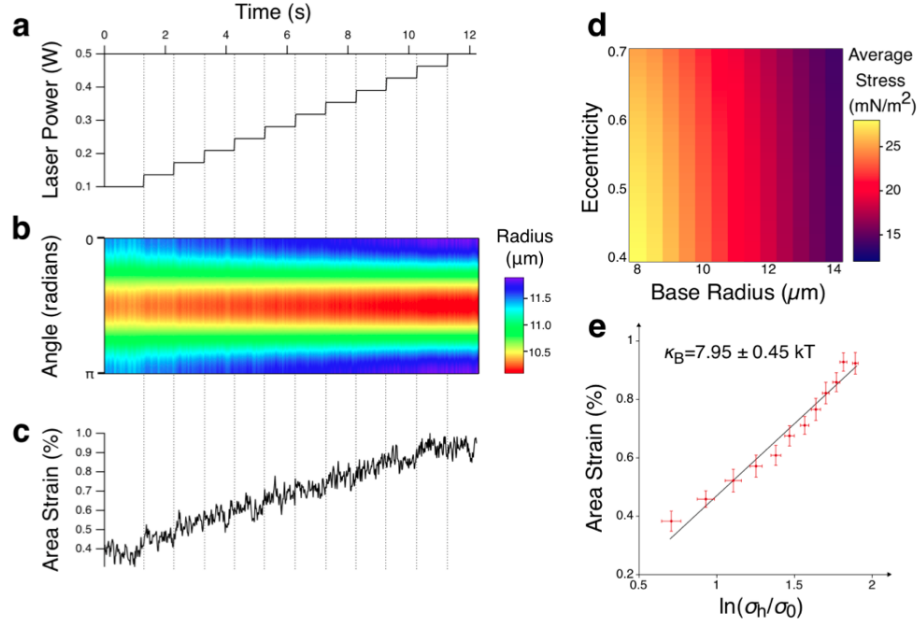 a
Time (s)
0 2 4 6 8 10 12
Laser Power (W)
0.5
0.4
0.3
0.2
0.1
b
Angle (radians)
0
π
Radius
(μm)
11.5
11.0
10.5
c
Area Strain (%)
1.0
0.9
0.8
0.7
0.6
0.5
0.4
d
Eccentricity
0.7
0.6
0.5
0.4
8 10 12 14
Base Radius (μm)
Average
Stress
(mN/m²)
25
20
15
e
κB=7.95 ± 0.45 kT
Area Strain (%)
1
0.8
0.6
0.4
0.2
0.5 1 1.5 2
ln(σh/σ0)